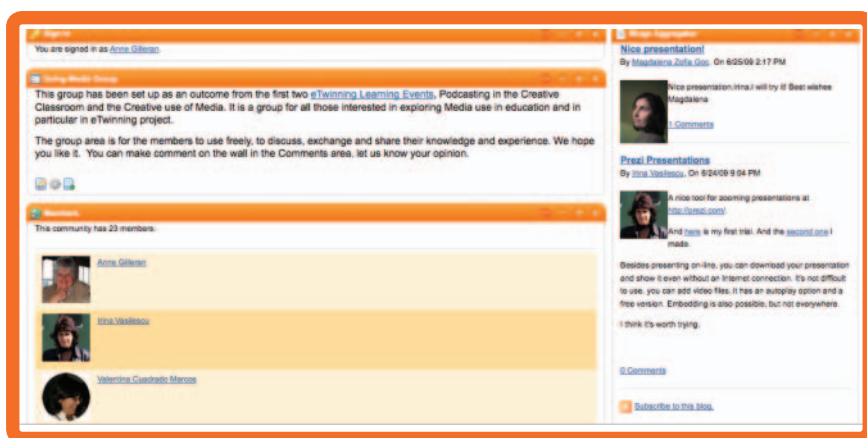 Sign In
You are signed in as Anne Gilleran.
Using Media Group
This group has been set up as an outcome from the first two eTwinning Learning Events, Podcasting in the Creative
Classroom and the Creative use of Media. It is a group for all those interested in exploring Media use in education and in
particular in eTwinning project.
The group area is for the members to use freely, to discuss, exchange and share their knowledge and experience. We hope
you like it. You can make comment on the wall in the Comments area, let us know your opinion.
Members
This community has 23 members.
Anne Gilleran
Irina Vasilescu
Valentina Cuadrado Marcos
Blogs Aggregator
Nice presentation!
By Magdalena Zofia Goc, On 6/25/09 2:17 PM
Nice presentation,Irina,I will try it! Best wishes
Magdalena
1 Comments
Prezi Presentations
By Irina Vasilescu, On 6/24/09 9:04 PM
A nice tool for zooming presentations at
http://prezi.com/.
And here is my first trial. And the second one I
made.
Besides presenting on-line, you can download your presentation
and show it even without an Internet connection. It's not difficult
to use, you can add video files. It has an autoplay option and a
free version. Embedding is also possible, but not everywhere.
I think it's worth trying.
0 Comments
Subscribe to this blog.